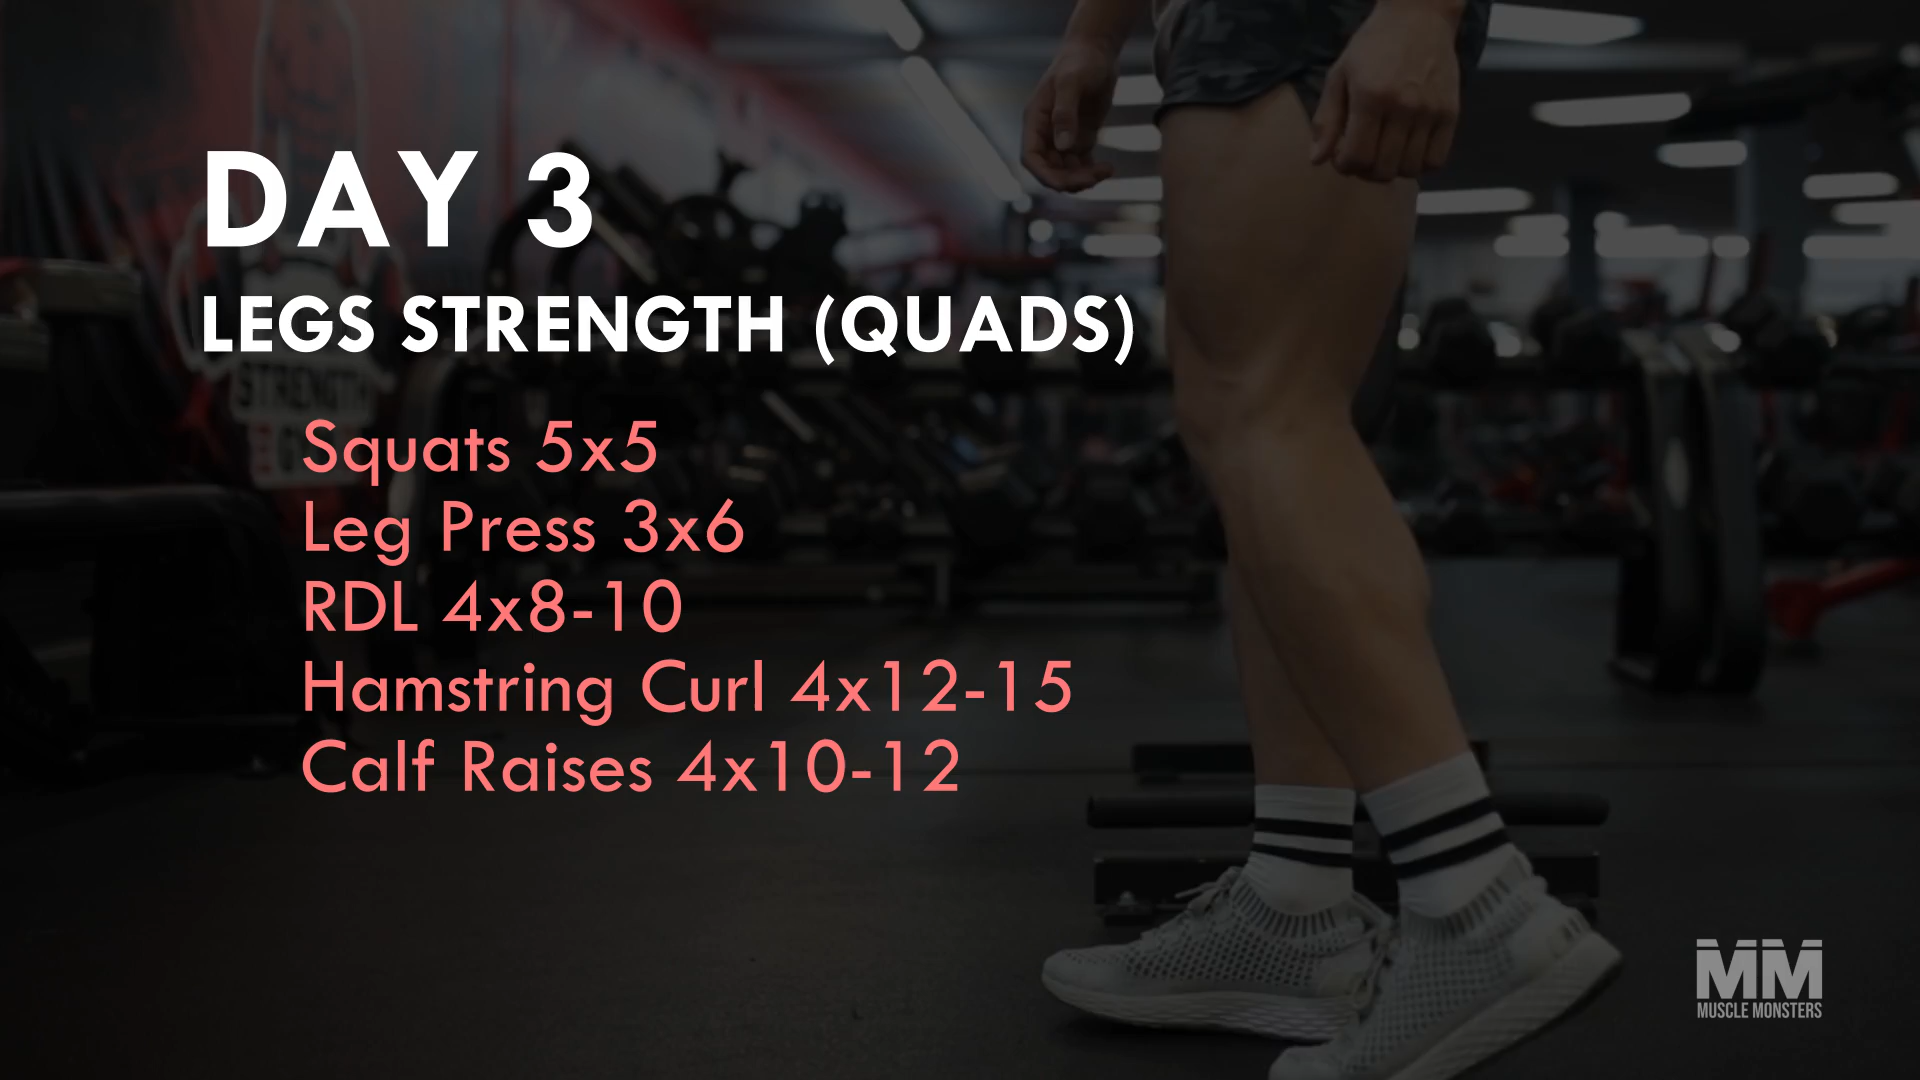 DAY 3
LEGS STRENGTH (QUADS)
STRENGTH
Squats 5x5
Leg Press 3x6
RDL 4x8-10
Hamstring Curl 4x12-15
Calf Raises 4x10-12
MM
MUSCLE MONSTERS